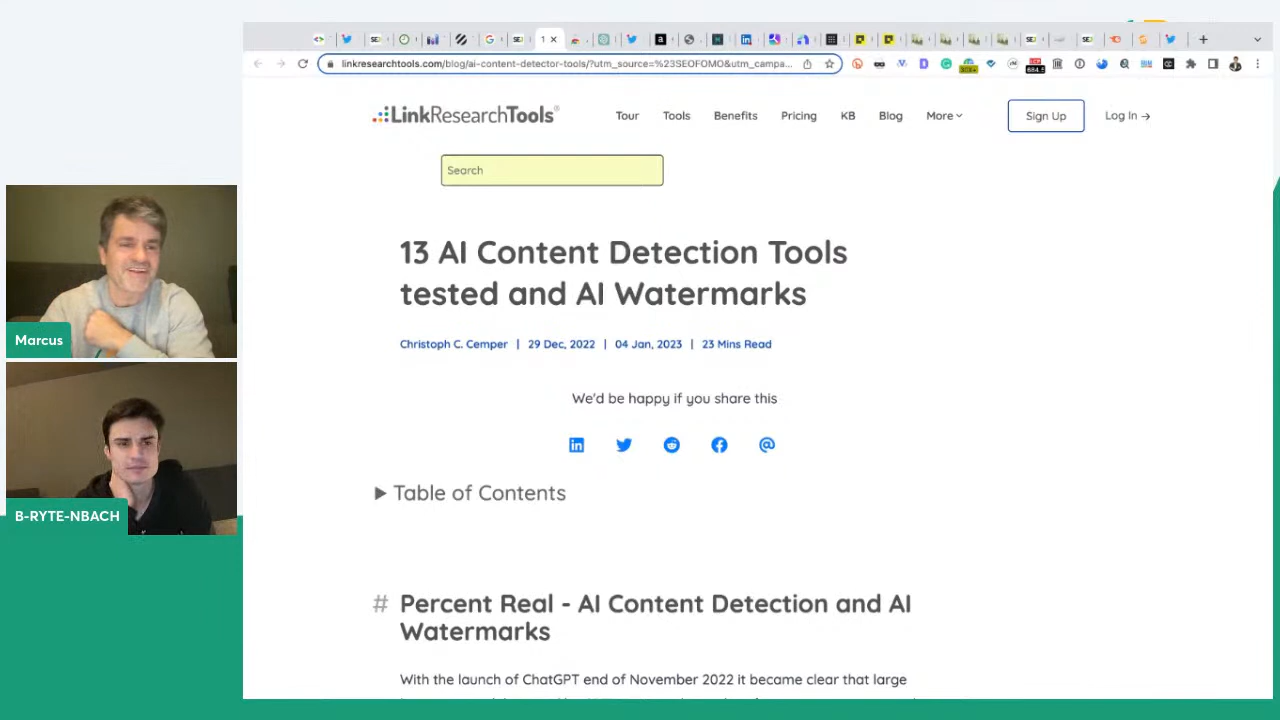 linkresearchtools.com/blog/ai-content-detector-tools/?utm_source=%23SEOFOMO&utm_campa...
LinkResearchTools®
Tour
Tools
Benefits
Pricing
KB
Blog
More
Sign Up
Log In →
Search
13 AI Content Detection Tools
tested and AI Watermarks
Christoph C. Cemper | 29 Dec, 2022 | 04 Jan, 2023 | 23 Mins Read
We'd be happy if you share this
Table of Contents
# Percent Real - AI Content Detection and AI
Watermarks
With the launch of ChatGPT end of November 2022 it became clear that large
Marcus
B-RYTE-NBACH